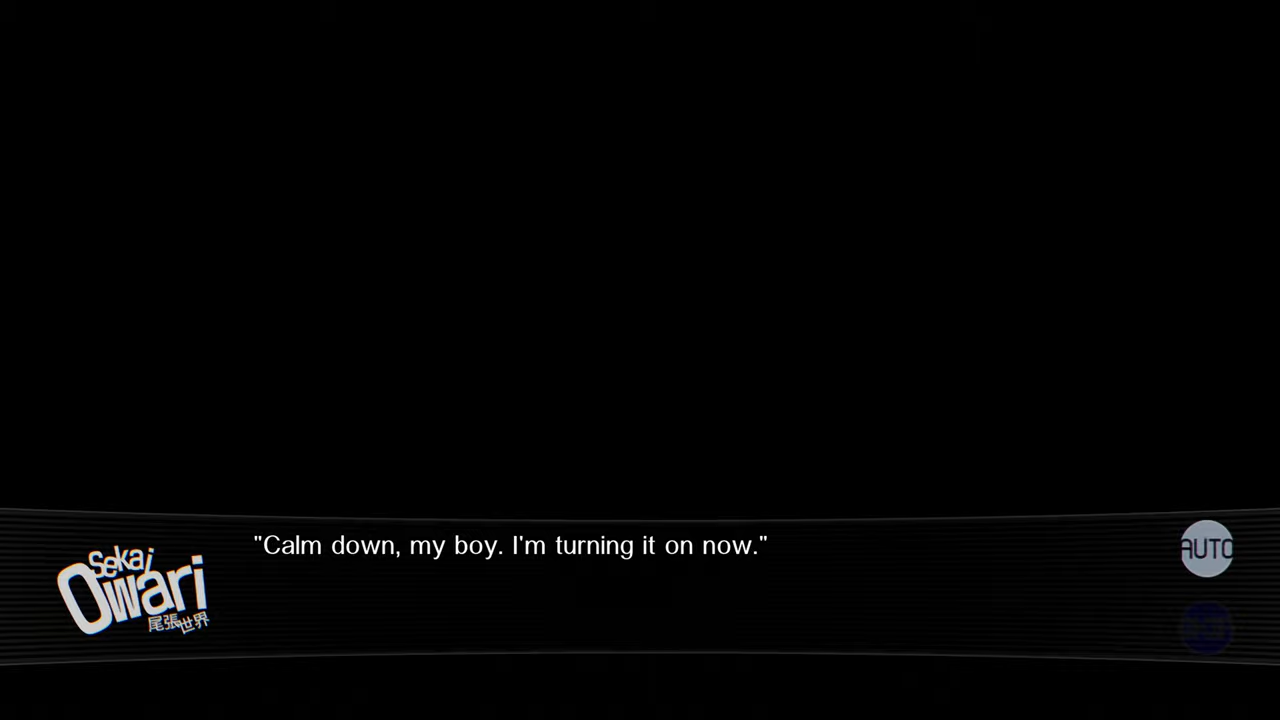 "Calm down, my boy. I'm turning it on now."
AUTO
Sekai
Owari
尾張世界